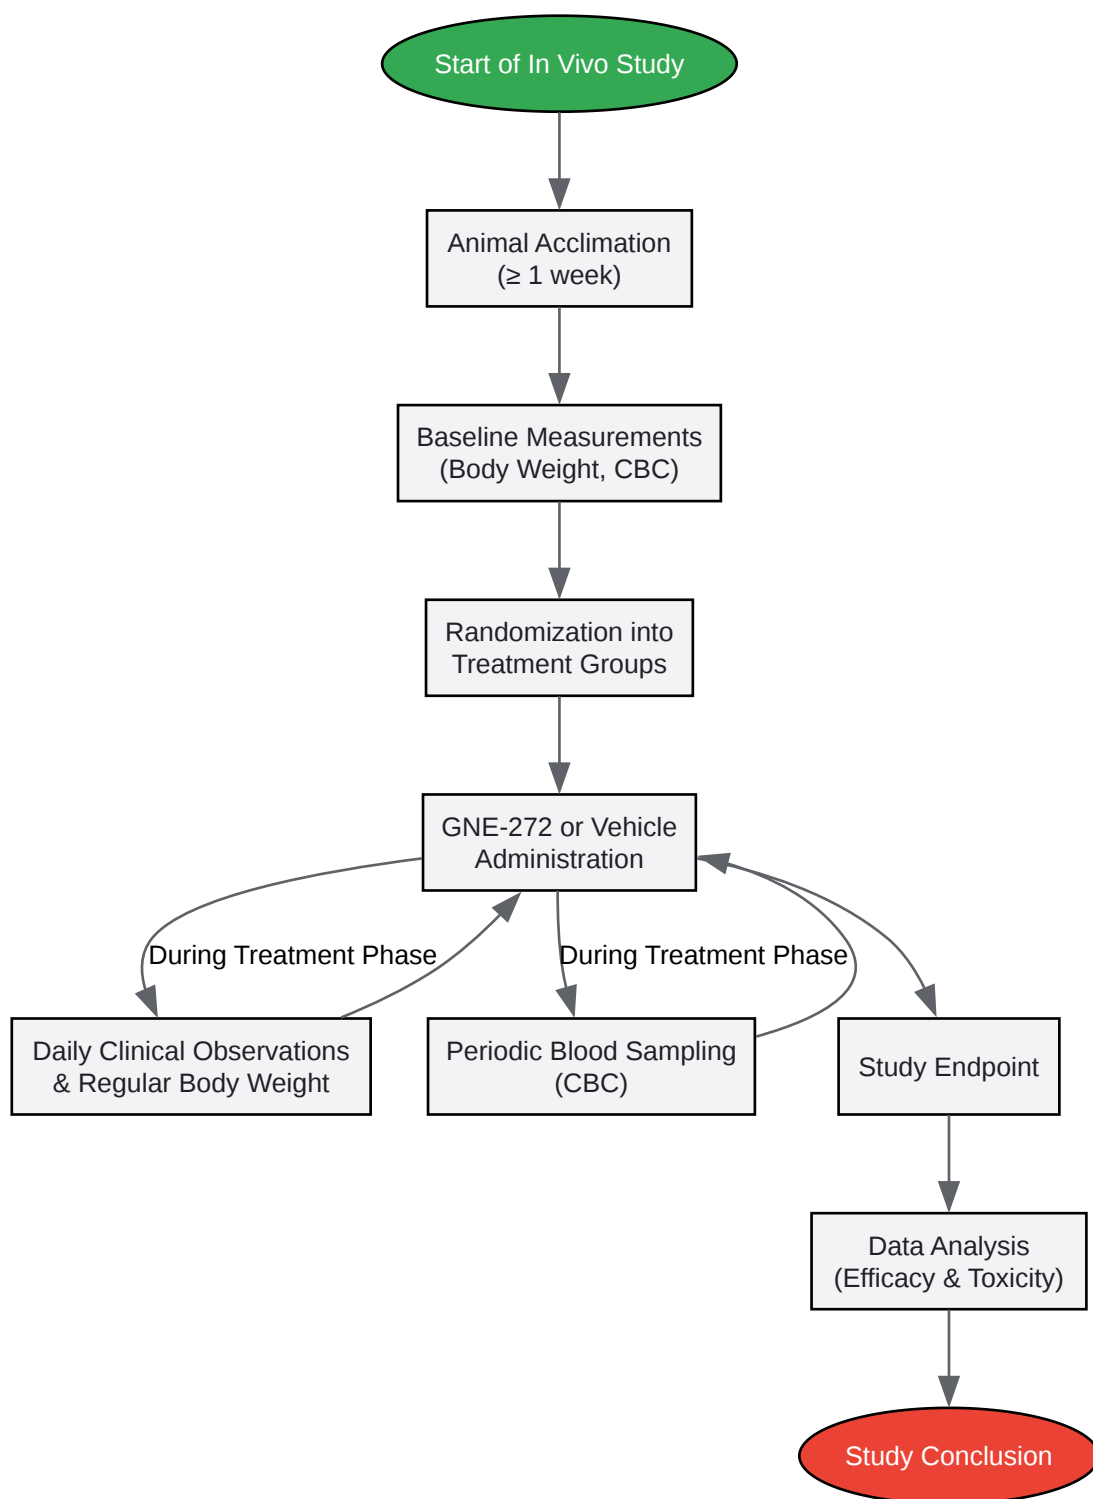 Start of In Vivo Study
Animal Acclimation
(≥ 1 week)
Baseline Measurements
(Body Weight, CBC)
Randomization into
Treatment Groups
GNE-272 or Vehicle
Administration
During Treatment Phase
During Treatment Phase
Daily Clinical Observations
& Regular Body Weight
Periodic Blood Sampling
(CBC)
Study Endpoint
Data Analysis
(Efficacy & Toxicity)
Study Conclusion